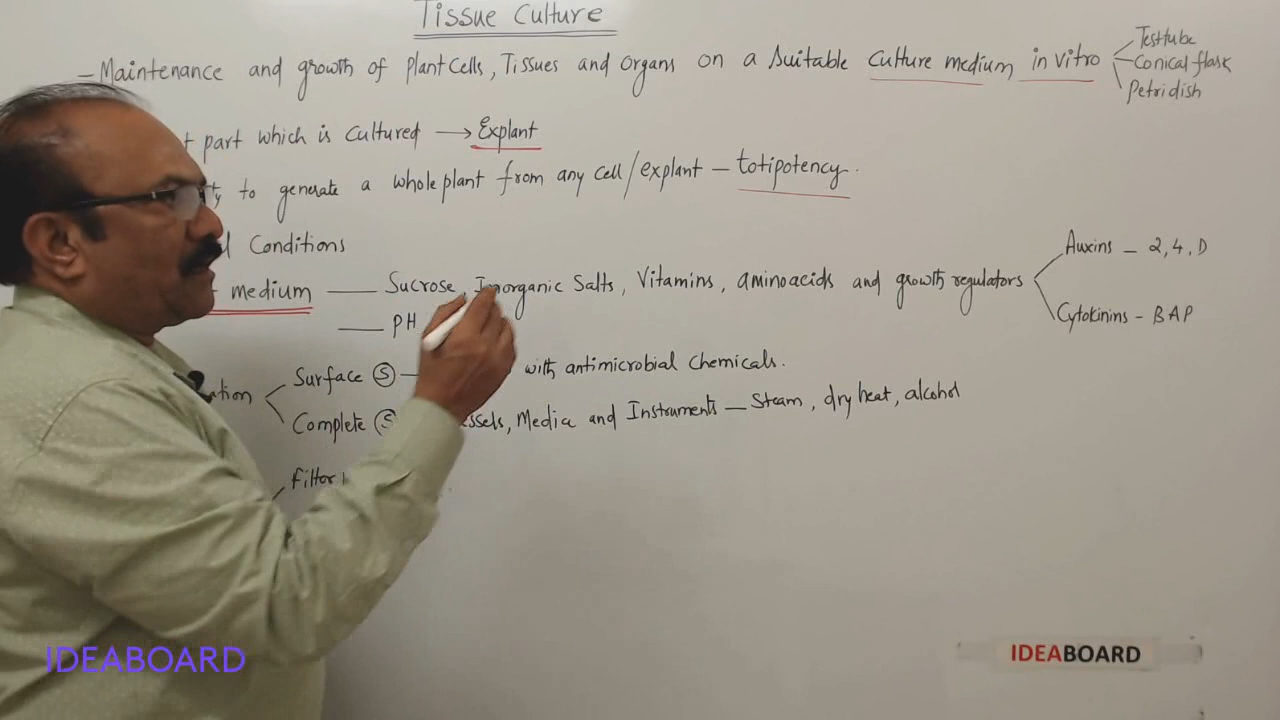 Tissue Culture
- Maintenance and growth of plant cells, Tissues and organs on a suitable culture medium in vitro
Testtube
Conical flask
Petridish
part which is cultured → Explant
to generate a whole plant from any cell/explant - totipotency.
Conditions
medium — Sucrose, Inorganic Salts, Vitamins, aminoacids and growth regulators
Auxins - 2,4,D
Cytokinins - BAP
— PH
Surface Ⓢ — with antimicrobial chemicals.
Complete Ⓢ Media and Instruments - Steam, dry heat, alcohol
IDEABOARD
IDEABOARD